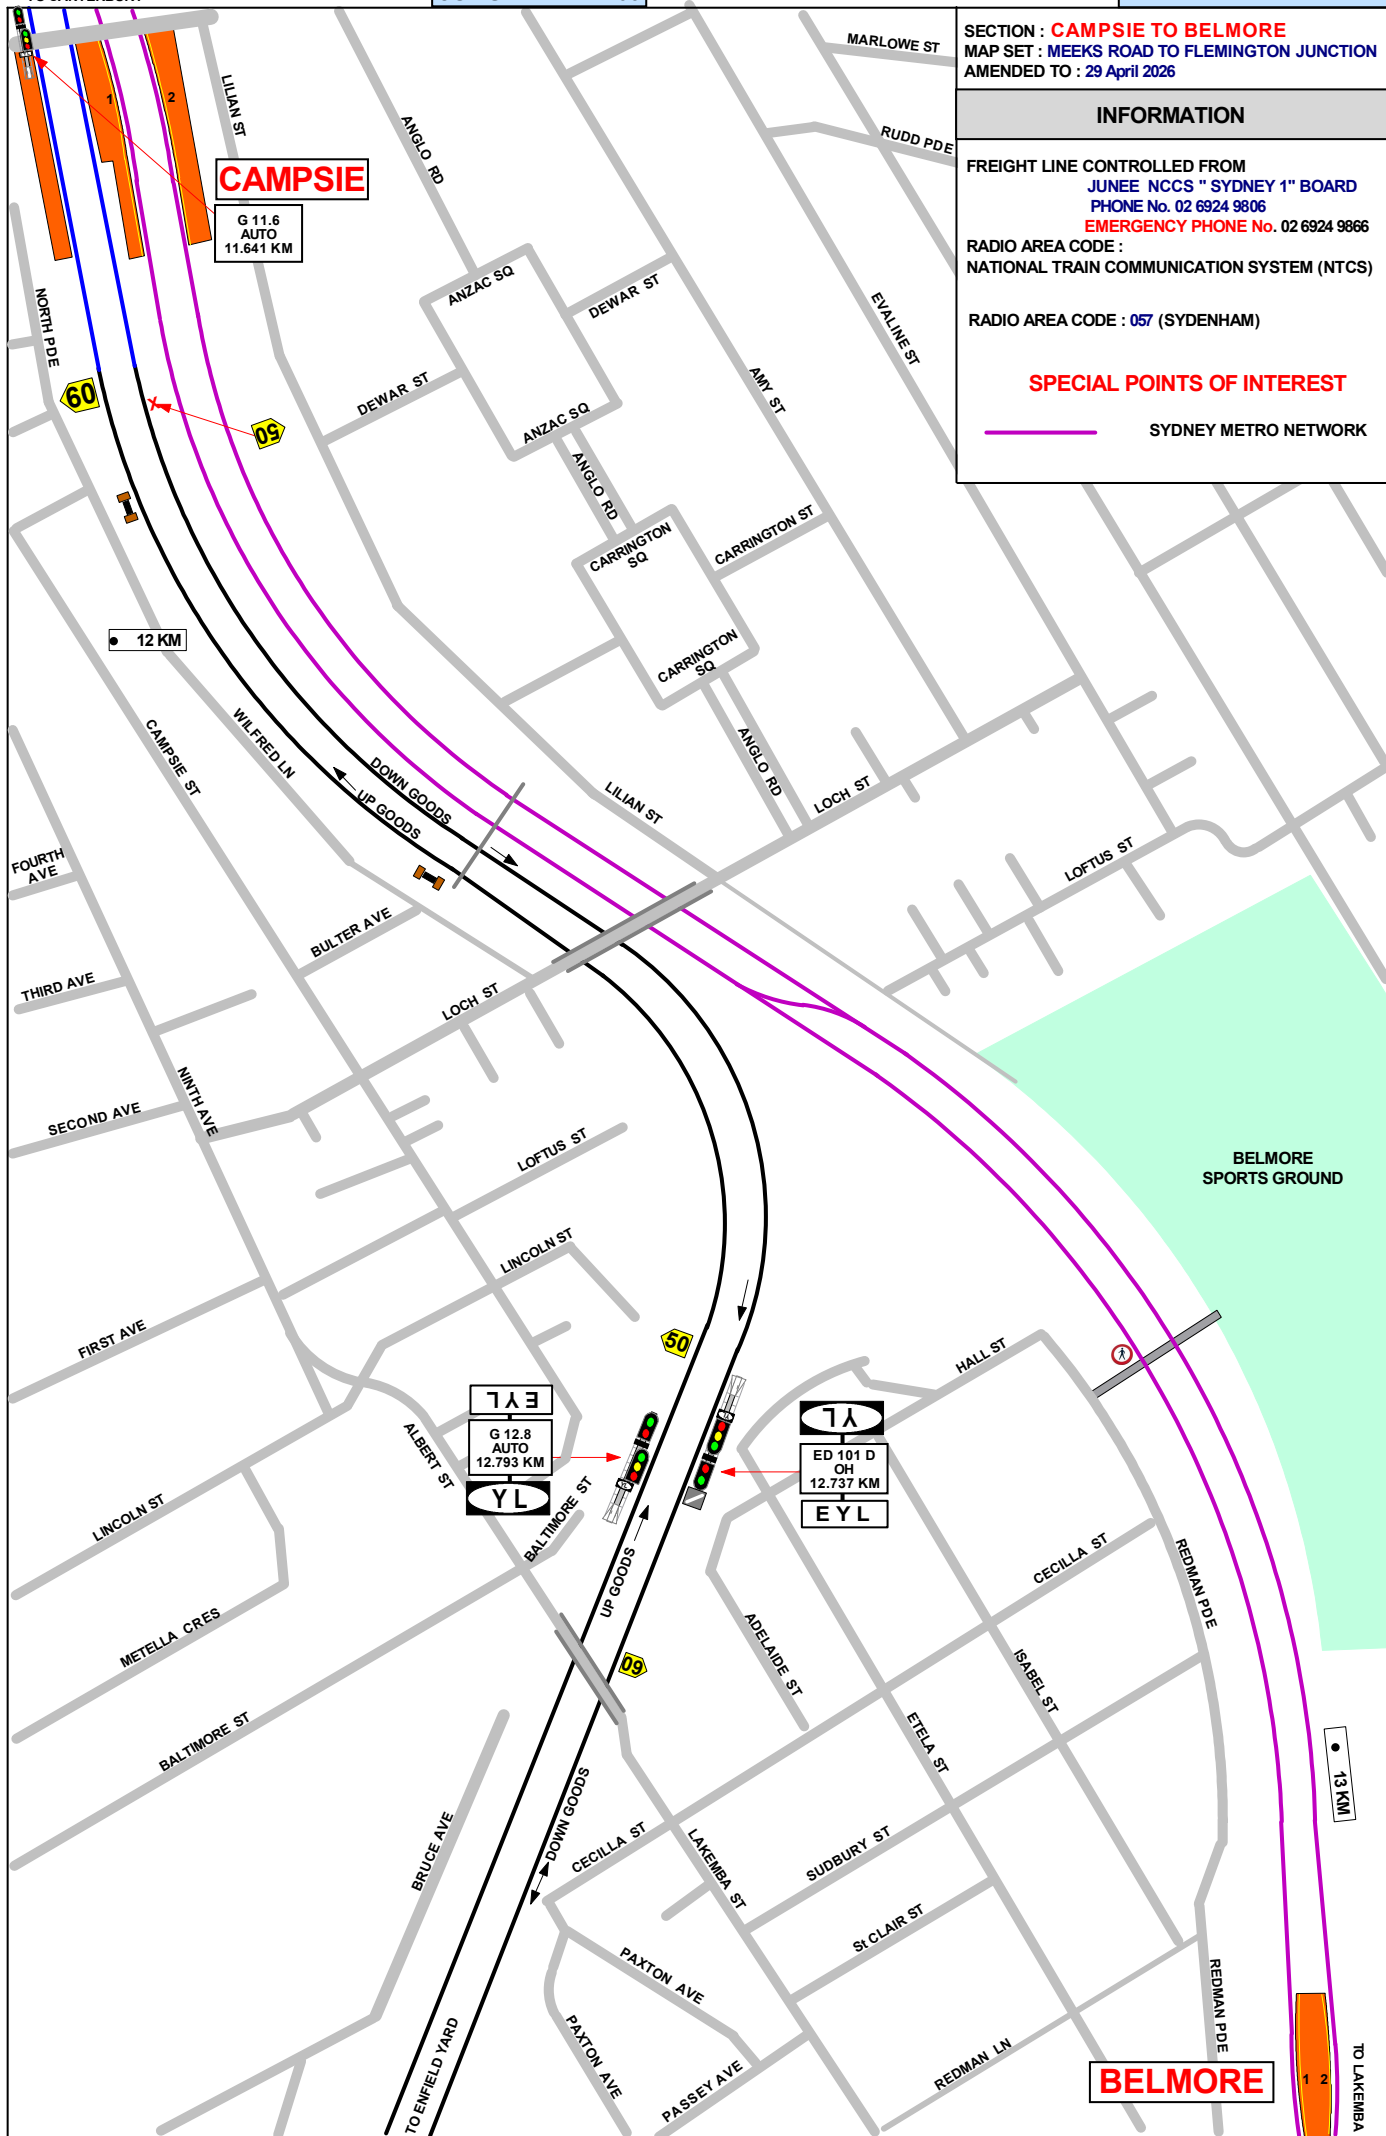 SECTION : CAMPSIE TO BELMORE
MAP SET : MEEKS ROAD TO FLEMINGTON JUNCTION
AMENDED TO : 29 April 2026
INFORMATION
FREIGHT LINE CONTROLLED FROM
JUNEE NCCS " SYDNEY 1" BOARD
PHONE No. 02 6924 9806
EMERGENCY PHONE No. 02 6924 9866
RADIO AREA CODE :
NATIONAL TRAIN COMMUNICATION SYSTEM (NTCS)
RADIO AREA CODE : 057 (SYDENHAM)
SPECIAL POINTS OF INTEREST
SYDNEY METRO NETWORK
MARLOWE ST
RUDD PDE
LILIAN ST
ANGLO RD
1
2
CAMPSIE
G 11.6
AUTO
11.641 KM
NORTH PDE
ANZAC SQ
DEWAR ST
EVALINE ST
AMY ST
DEWAR ST
ANZAC SQ
60
50
X
ANGLO RD
CARRINGTON ST
CARRINGTON
SQ
12 KM
CARRINGTON
SQ
CAMPSIE ST
WILFRED LN
ANGLO RD
DOWN GOODS
UP GOODS
LILIAN ST
LOCH ST
LOFTUS ST
FOURTH
AVE
BULTER AVE
THIRD AVE
LOCH ST
NINTH AVE
SECOND AVE
LOFTUS ST
BELMORE
SPORTS GROUND
LINCOLN ST
FIRST AVE
50
HALL ST
EYL
G 12.8
AUTO
12.793 KM
YL
YL
ED 101 D
OH
12.737 KM
EYL
ALBERT ST
BALTIMORE ST
LINCOLN ST
UP GOODS
CECILLA ST
REDMAN PDE
METELLA CRES
ADELAIDE ST
ISABEL ST
60
BALTIMORE ST
ETELA ST
13 KM
DOWN GOODS
BRUCE AVE
CECILLA ST
LAKEMBA ST
SUDBURY ST
St CLAIR ST
PAXTON AVE
PAXTON AVE
PASSEY AVE
REDMAN LN
REDMAN PDE
TO ENFIELD YARD
BELMORE
1 2
TO LAKEMBA